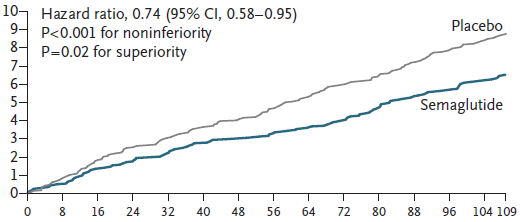 10
Hazard ratio, 0.74 (95% CI, 0.58–0.95)
9
P<0.001 for noninferiority
Placebo
8
P=0.02 for superiority
7
6
5
Semaglutide
4
3
2
1
0
0 8 16 24 32 40 48 56 64 72 80 88 96 104 109